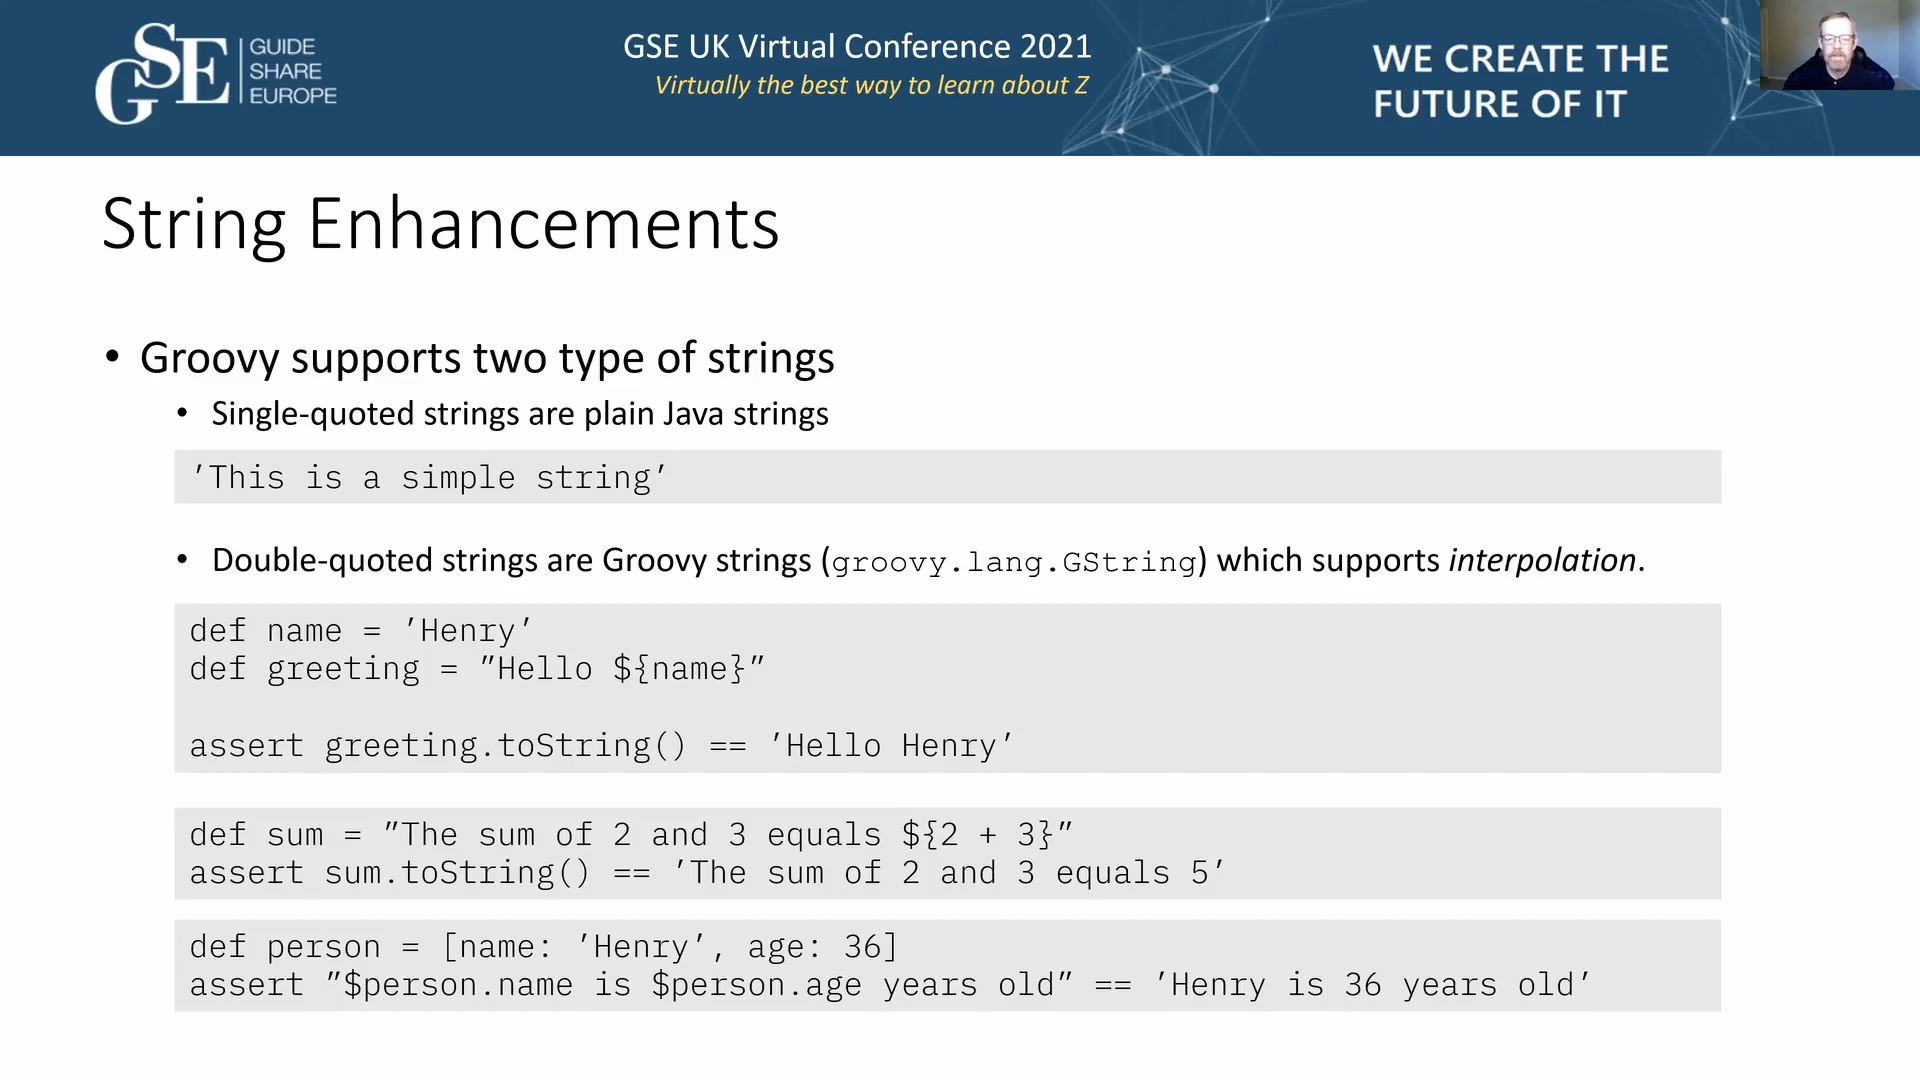 GSE
GUIDE
SHARE
EUROPE
GSE UK Virtual Conference 2021
Virtually the best way to learn about Z
WE CREATE THE
FUTURE OF IT
String Enhancements
• Groovy supports two type of strings
• Single-quoted strings are plain Java strings
’This is a simple string’
• Double-quoted strings are Groovy strings (groovy.lang.GString) which supports interpolation.
def name = ’Henry’
def greeting = ”Hello ${name}”
assert greeting.toString() == ’Hello Henry’
def sum = ”The sum of 2 and 3 equals ${2 + 3}”
assert sum.toString() == ’The sum of 2 and 3 equals 5’
def person = [name: ’Henry’, age: 36]
assert ”$person.name is $person.age years old” == ’Henry is 36 years old’